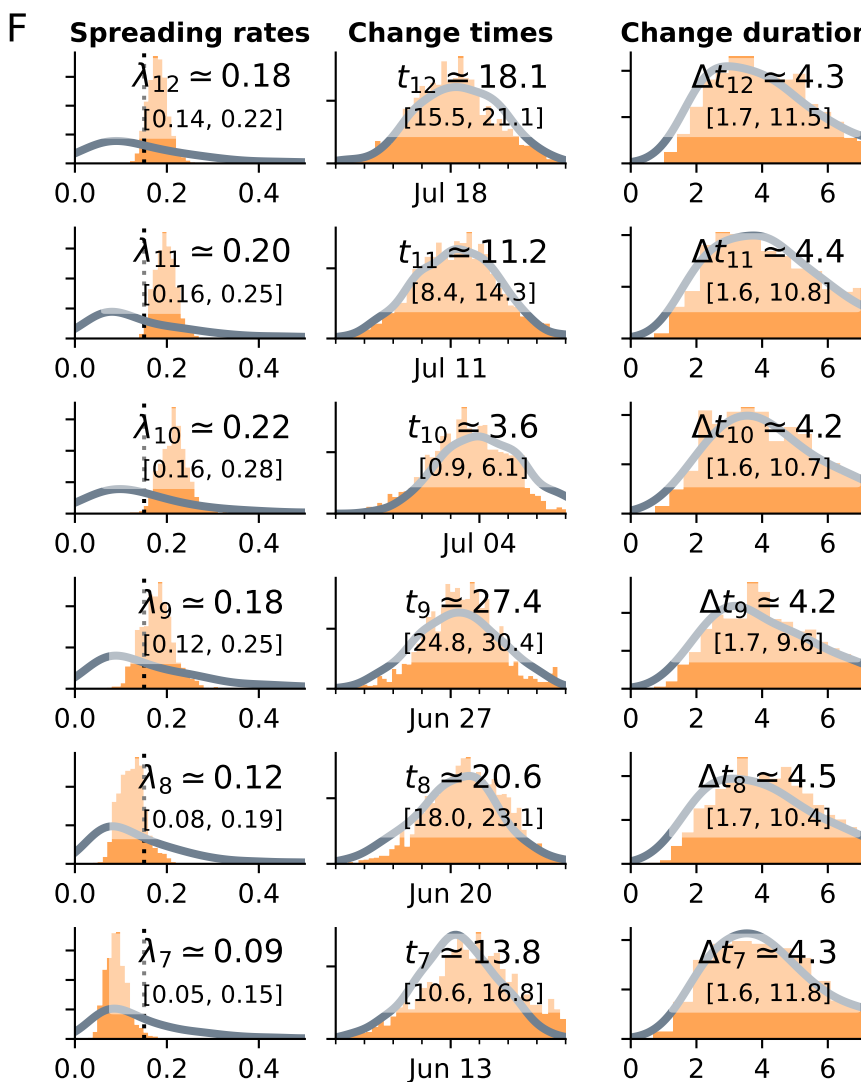 F
Spreading rates Change times Change duration
λ12 ≃ 0.18 t12 ≃ 18.1 Δt12 ≃ 4.3
[0.14, 0.22] [15.5, 21.1] [1.7, 11.5]
0.0 0.2 0.4 Jul 18 0 2 4 6
λ11 ≃ 0.20 t11 ≃ 11.2 Δt11 ≃ 4.4
[0.16, 0.25] [8.4, 14.3] [1.6, 10.8]
0.0 0.2 0.4 Jul 11 0 2 4 6
λ10 ≃ 0.22 t10 ≃ 3.6 Δt10 ≃ 4.2
[0.16, 0.28] [0.9, 6.1] [1.6, 10.7]
0.0 0.2 0.4 Jul 04 0 2 4 6
λ9 ≃ 0.18 t9 ≃ 27.4 Δt9 ≃ 4.2
[0.12, 0.25] [24.8, 30.4] [1.7, 9.6]
0.0 0.2 0.4 Jun 27 0 2 4 6
λ8 ≃ 0.12 t8 ≃ 20.6 Δt8 ≃ 4.5
[0.08, 0.19] [18.0, 23.1] [1.7, 10.4]
0.0 0.2 0.4 Jun 20 0 2 4 6
λ7 ≃ 0.09 t7 ≃ 13.8 Δt7 ≃ 4.3
[0.05, 0.15] [10.6, 16.8] [1.6, 11.8]
0.0 0.2 0.4 Jun 13 0 2 4 6